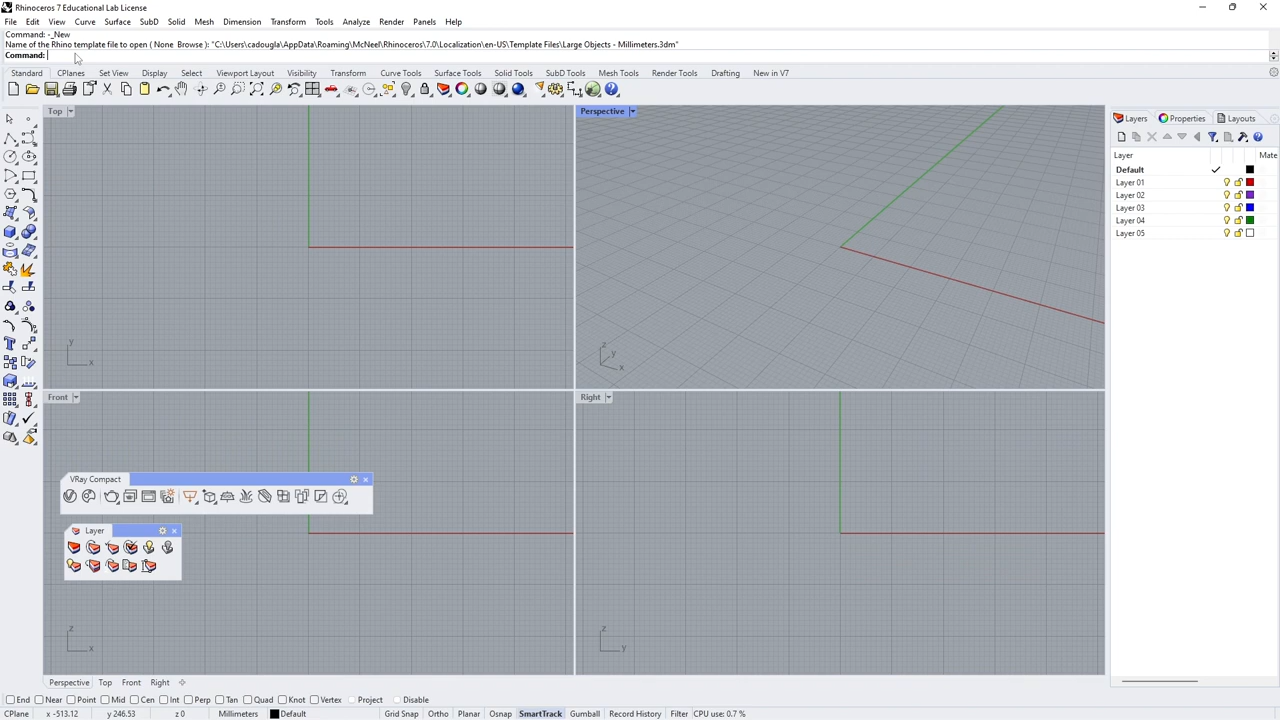 Rhinoceros 7 Educational Lab License
File Edit View Curve Surface SubD Solid Mesh Dimension Transform Tools Analyze Render Panels Help
Command: -_New
Name of the Rhino template file to open ( None  Browse ): "C:\Users\cadougla\AppData\Roaming\McNeel\Rhinoceros\7.0\Localization\en-US\Template Files\Large Objects - Millimeters.3dm"
Command:
Standard CPlanes Set View Display Select Viewport Layout Visibility Transform Curve Tools Surface Tools Solid Tools SubD Tools Mesh Tools Render Tools Drafting New in V7
Top
y
x
Perspective
z
y
x
Front
VRay Compact
Layer
z
x
Right
z
y
Layers Properties Layouts
Layer Mate
Default
Layer 01
Layer 02
Layer 03
Layer 04
Layer 05
Perspective Top Front Right
End Near Point Mid Cen Int Perp Tan Quad Knot Vertex Project Disable
CPlane x -513.12 y 246.53 z 0 Millimeters Default Grid Snap Ortho Planar Osnap SmartTrack Gumball Record History Filter CPU use: 0.7 %